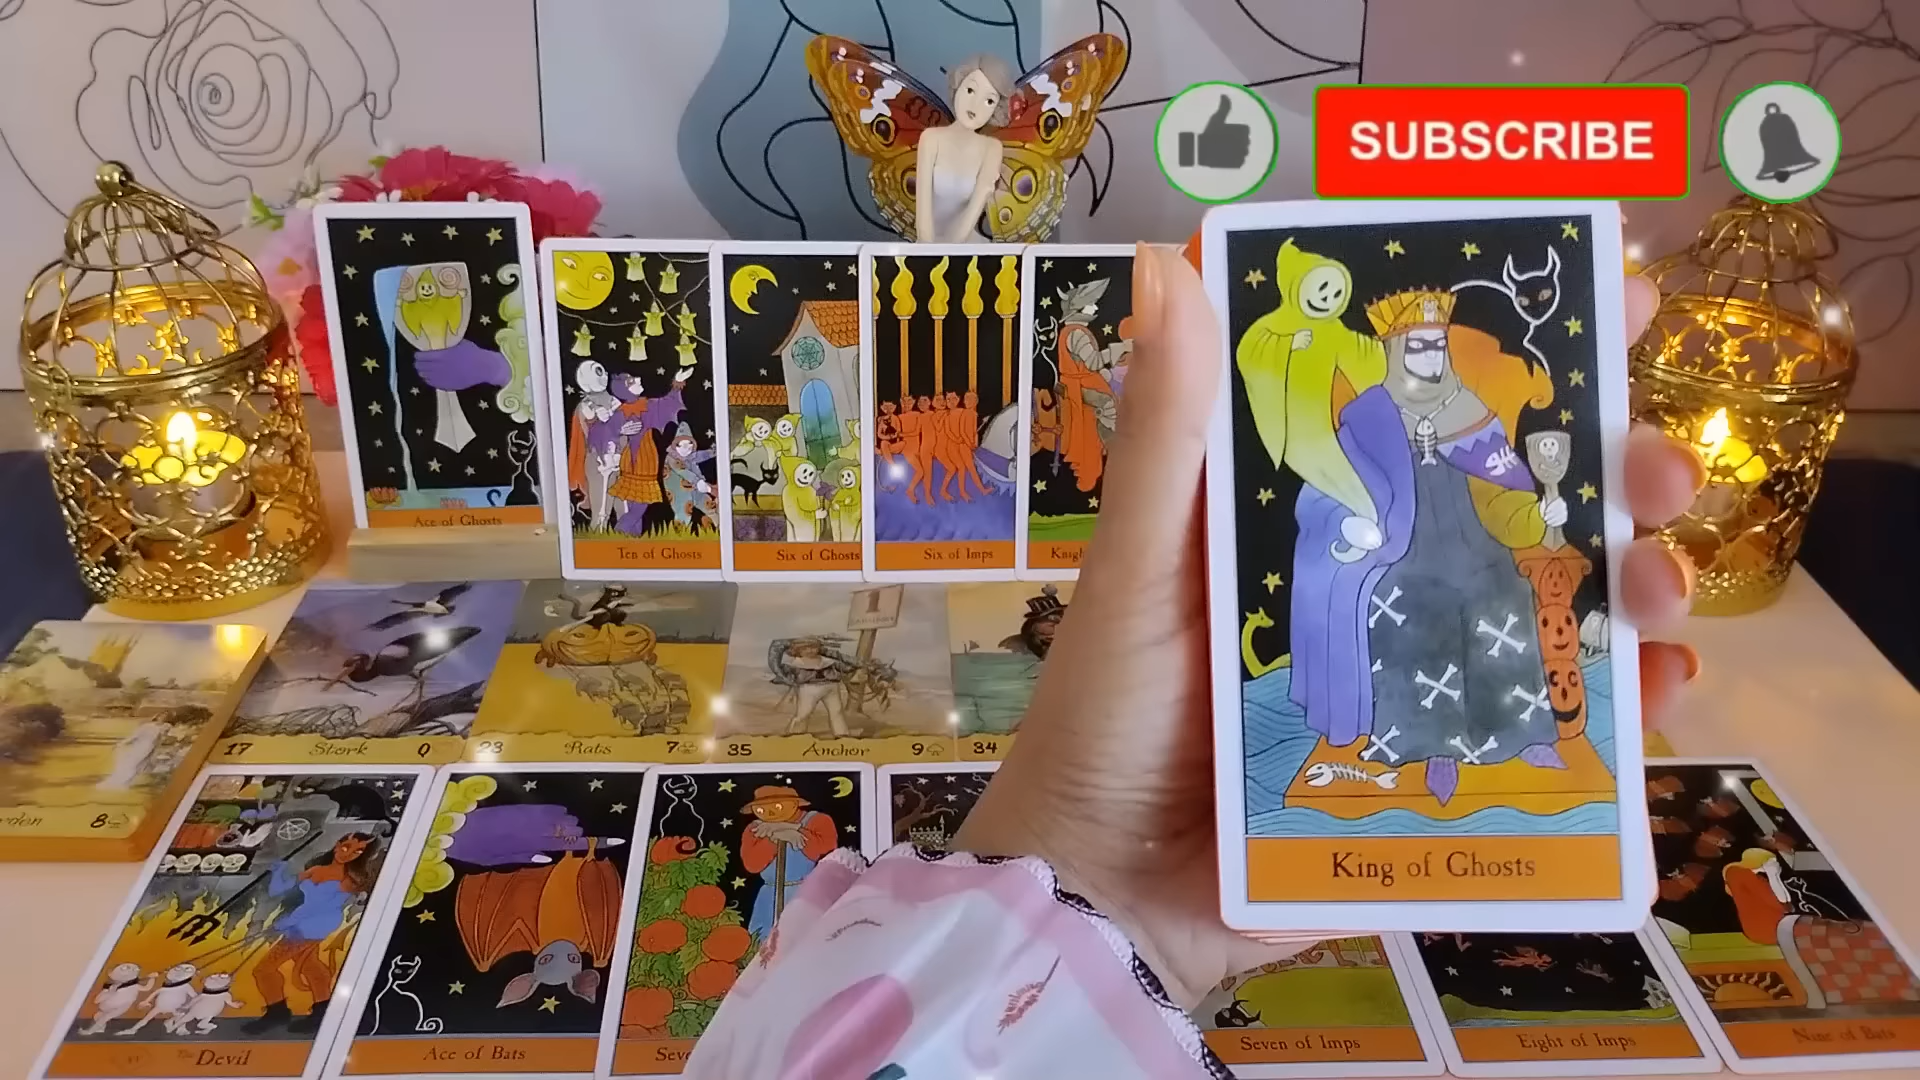 SUBSCRIBE
Ace of Ghosts
Ten of Ghosts
Six of Ghosts
Six of Imps
Knigh
King of Ghosts
17 Stork
23 Rats 7
35 Anchor 9
34
rden 8
The Devil
Ace of Bats
Seve
Seven of Imps
Eight of Imps
Nine of Bats